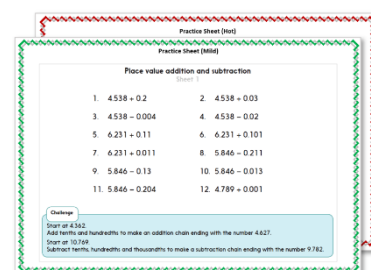 Practice Sheet (Hot)
Practice Sheet (Mild)
Place value addition and subtraction
Sheet 1
1. 4.538 + 0.2 2. 4.538 + 0.03
3. 4.538 − 0.004 4. 4.538 − 0.02
5. 6.231 + 0.11 6. 6.231 + 0.101
7. 6.231 + 0.011 8. 5.846 − 0.211
9. 5.846 − 0.13 10. 5.846 − 0.013
11. 5.846 − 0.204 12. 4.789 + 0.001
Challenge
Start at 4.362.
Add tenths and hundredths to make an addition chain ending with the number 4.627.
Start at 10.769.
Subtract tenths, hundredths and thousandths to make a subtraction chain ending with the number 9.782.